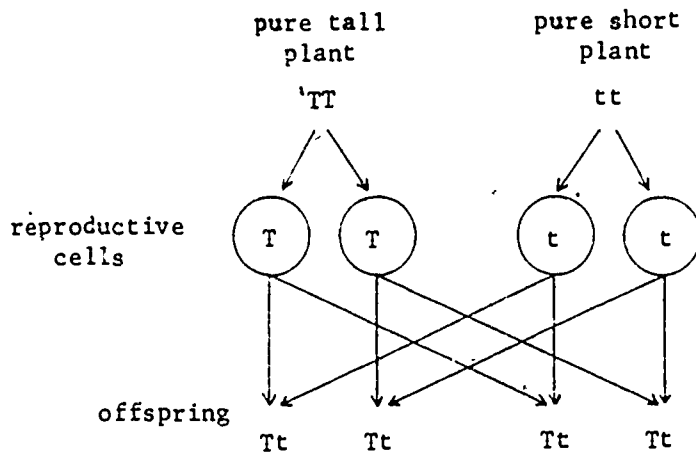 pure tall
plant
TT
pure short
plant
tt
reproductive
cells
T
T
t
t
offspring
Tt
Tt
Tt
Tt